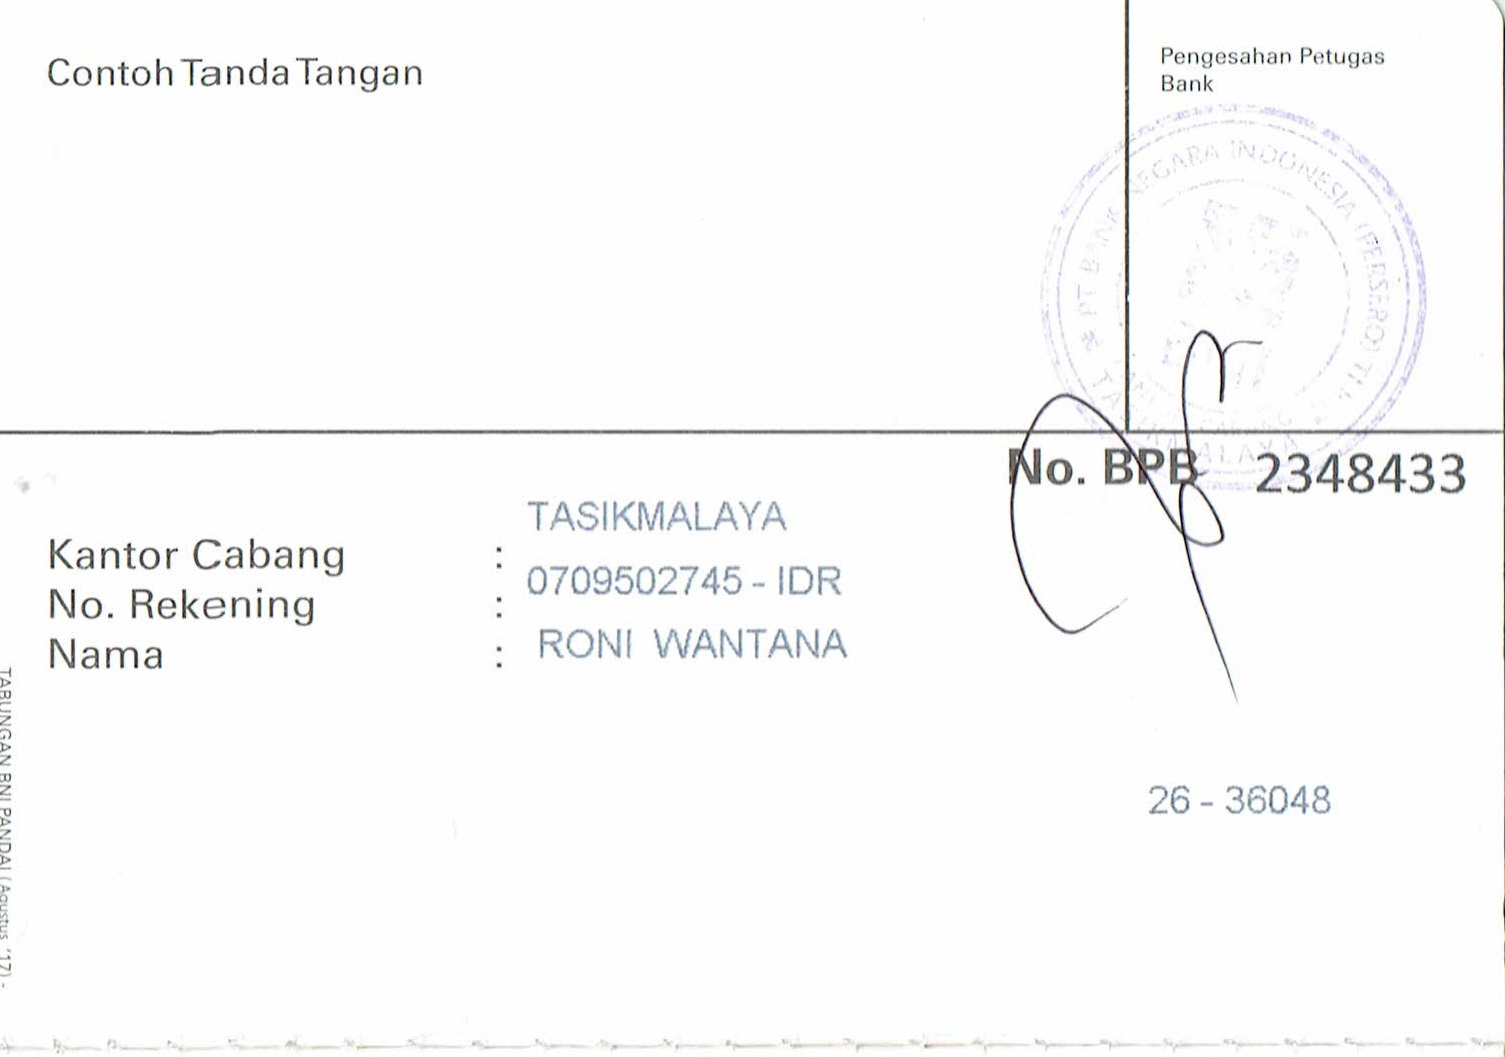 Contoh Tanda Tangan
Pengesahan Petugas
Bank
PT BANK NEGARA INDONESIA (PERSERO)
TASIKMALAYA
No. BPB 2348433
Kantor Cabang : TASIKMALAYA
No. Rekening : 0709502745 - IDR
Nama : RONI WANTANA
26 - 36048
TABUNGAN BNI PANDAI (Agustus '17) -